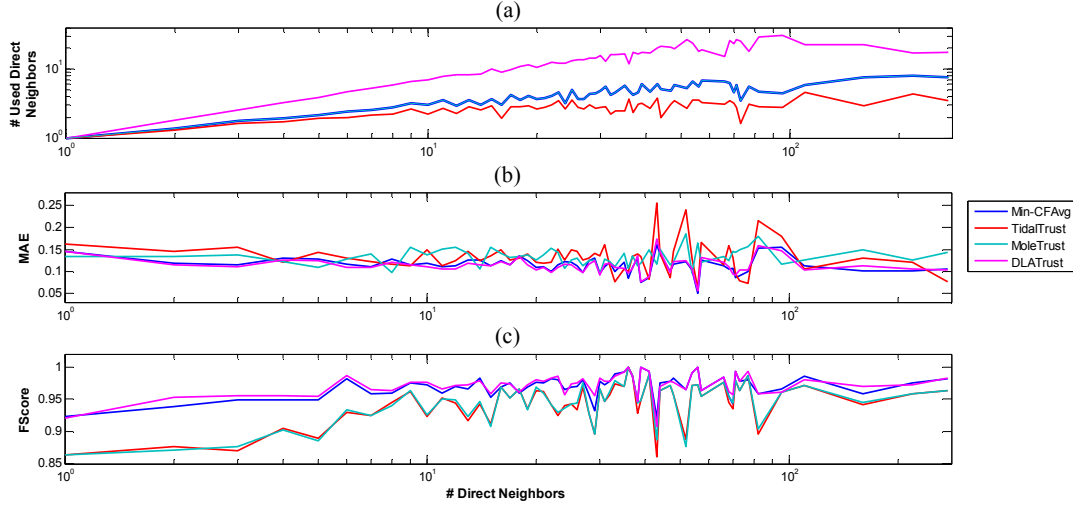 (a)
# Used Direct
Neighbors
10^1
10^0
10^0
10^1
10^2
(b)
MAE
0.25
0.2
0.15
0.1
0.05
10^0
10^1
10^2
Min-CFAvg
TidalTrust
MoleTrust
DLATrust
(c)
FScore
1
0.95
0.9
0.85
10^0
10^1
10^2
# Direct Neighbors